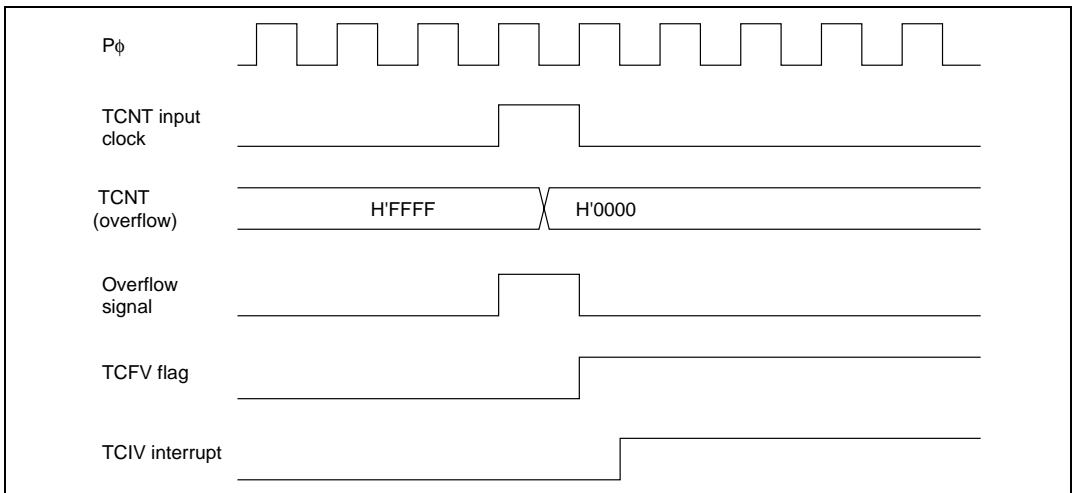 Pϕ
TCNT input
clock
TCNT
(overflow)
H'FFFF
H'0000
Overflow
signal
TCFV flag
TCIV interrupt